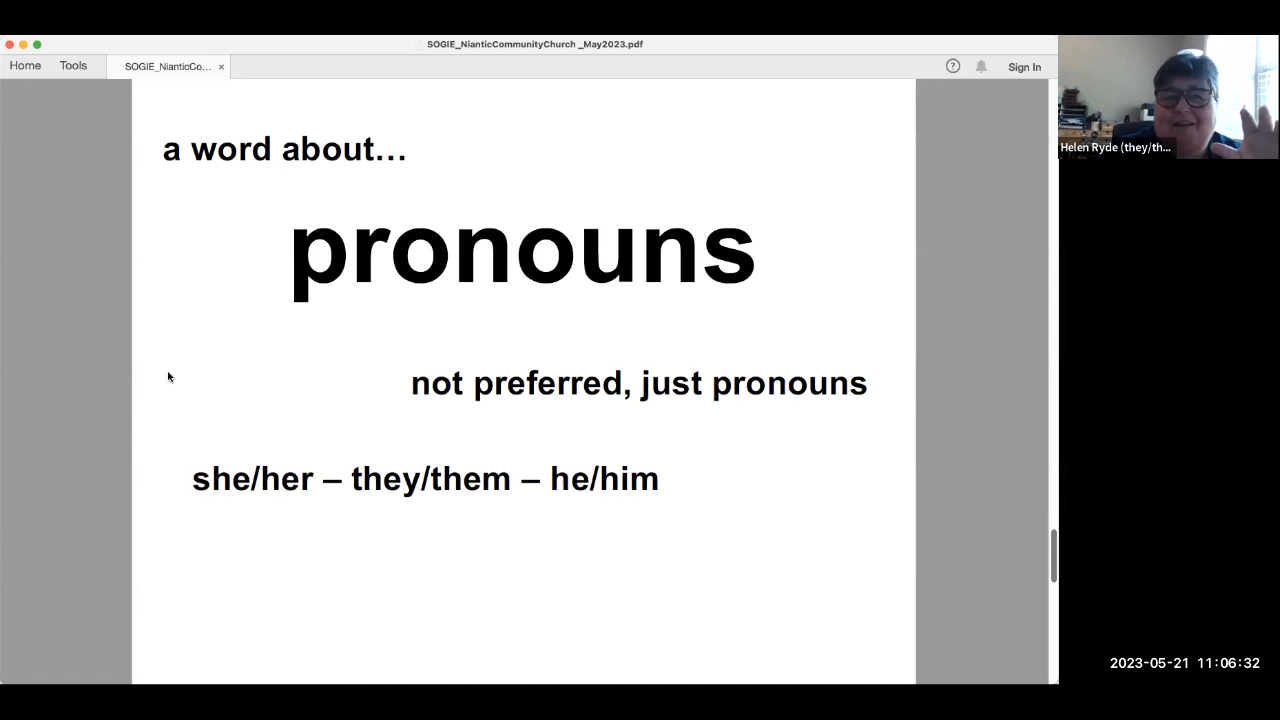 SOGIE_NianticCommunityChurch _May2023.pdf
Home Tools SOGIE_NianticCo... × ? Sign In
a word about…
pronouns
not preferred, just pronouns
she/her – they/them – he/him
Helen Ryde (they/th...
2023-05-21 11:06:32